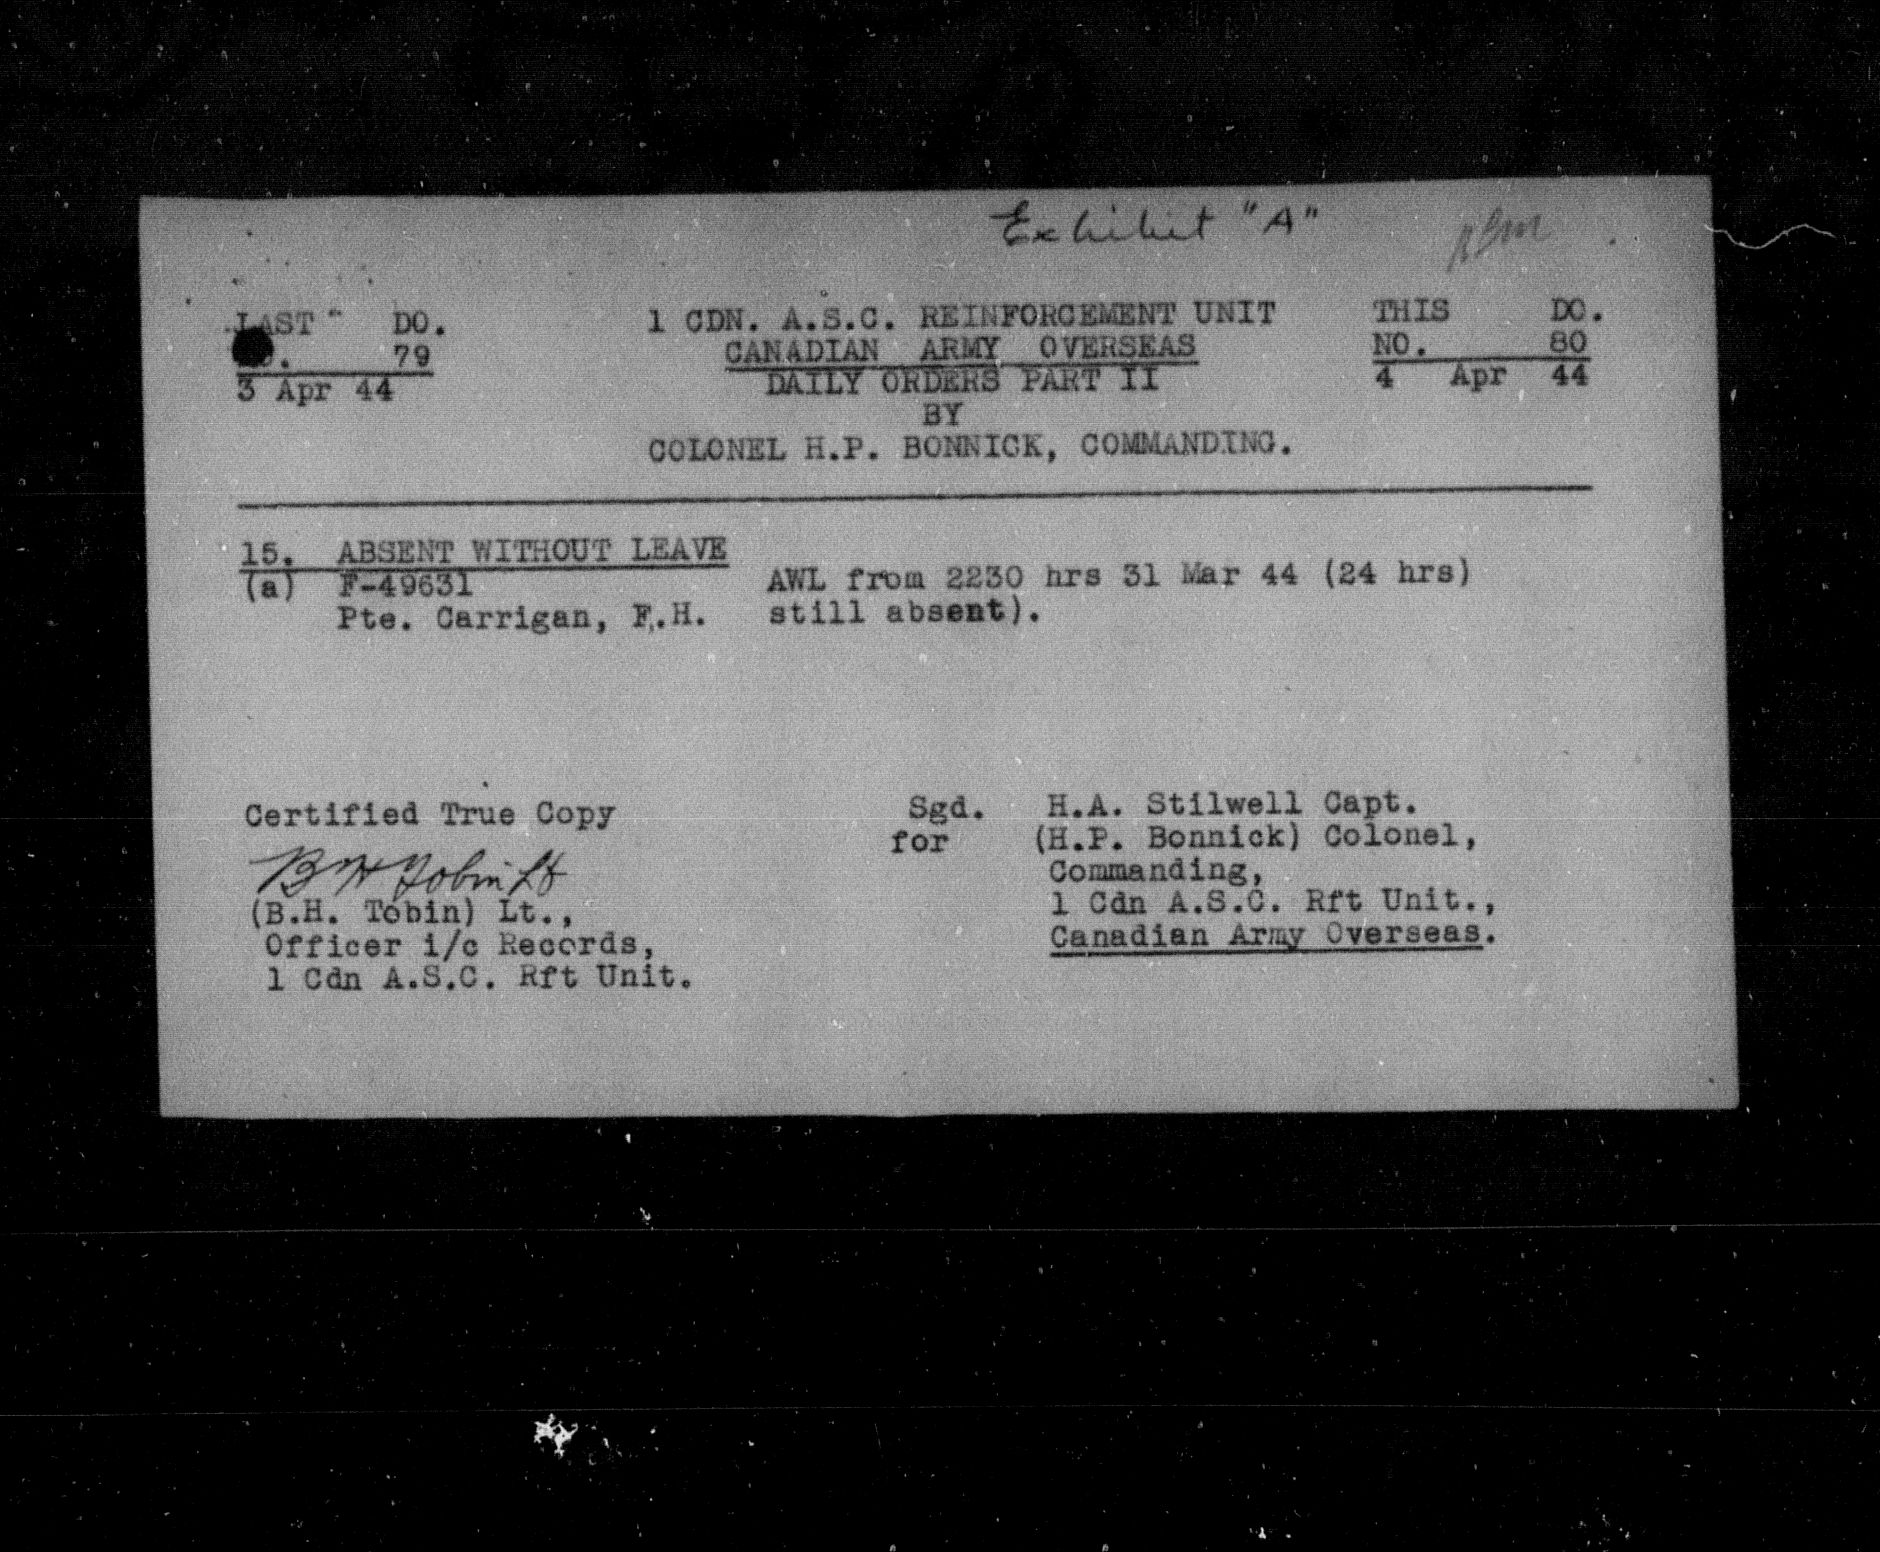 Exhibit "A"
LAST DO. 1 CDN. A.S.C. REINFORCEMENT UNIT THIS DO.
79 CANADIAN ARMY OVERSEAS NO. 80
3 Apr 44 DAILY ORDERS PART II 4 Apr 44
BY
COLONEL H.P. BONNICK, COMMANDING.
15. ABSENT WITHOUT LEAVE
(a) F-49631 AWL from 2230 hrs 31 Mar 44 (24 hrs)
Pte. Carrigan, F.H. still absent).
Certified True Copy Sgd. H.A. Stilwell Capt.
for (H.P. Bonnick) Colonel,
B H Tobin Lt Commanding,
(B.H. Tobin) Lt., 1 Cdn A.S.C. Rft Unit.,
Officer i/c Records, Canadian Army Overseas.
1 Cdn A.S.C. Rft Unit.